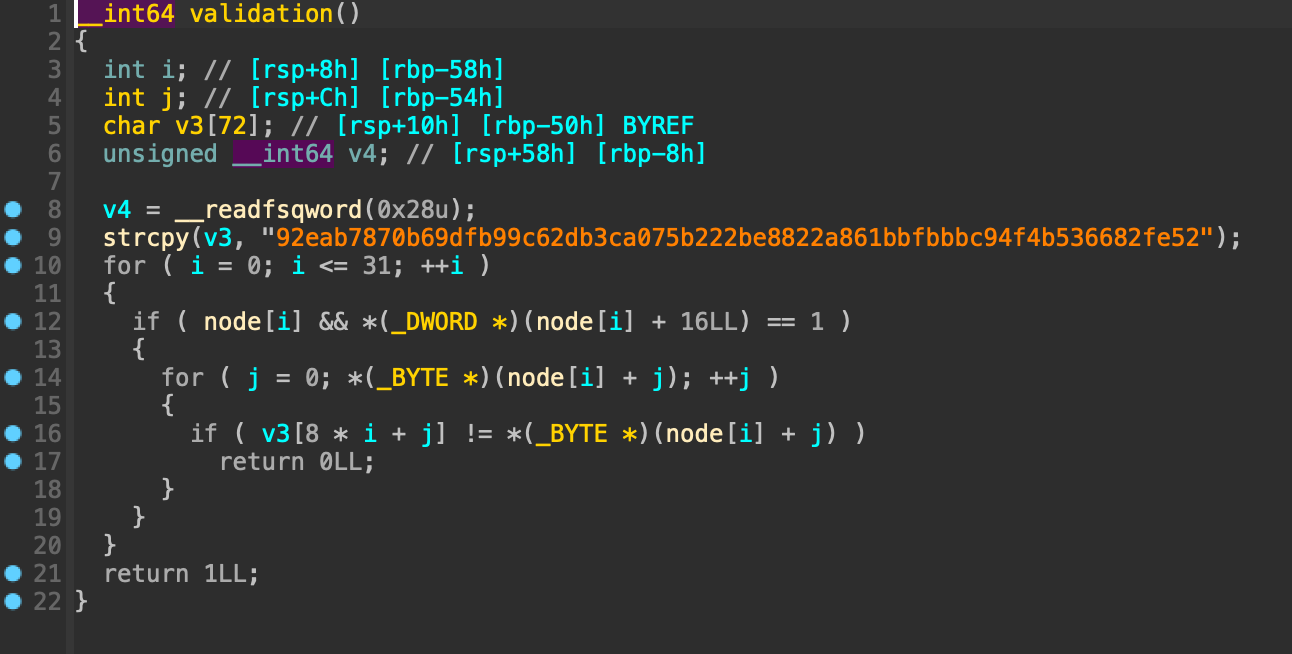 1 __int64 validation()
2 {
3   int i; // [rsp+8h] [rbp-58h]
4   int j; // [rsp+Ch] [rbp-54h]
5   char v3[72]; // [rsp+10h] [rbp-50h] BYREF
6   unsigned __int64 v4; // [rsp+58h] [rbp-8h]
7
8   v4 = __readfsqword(0x28u);
9   strcpy(v3, "92eab7870b69dfb99c62db3ca075b222be8822a861bbfbbbc94f4b536682fe52");
10   for ( i = 0; i <= 31; ++i )
11   {
12     if ( node[i] && *(_DWORD *)(node[i] + 16LL) == 1 )
13     {
14       for ( j = 0; *(_BYTE *)(node[i] + j); ++j )
15       {
16         if ( v3[8 * i + j] != *(_BYTE *)(node[i] + j) )
17           return 0LL;
18       }
19     }
20   }
21   return 1LL;
22 }